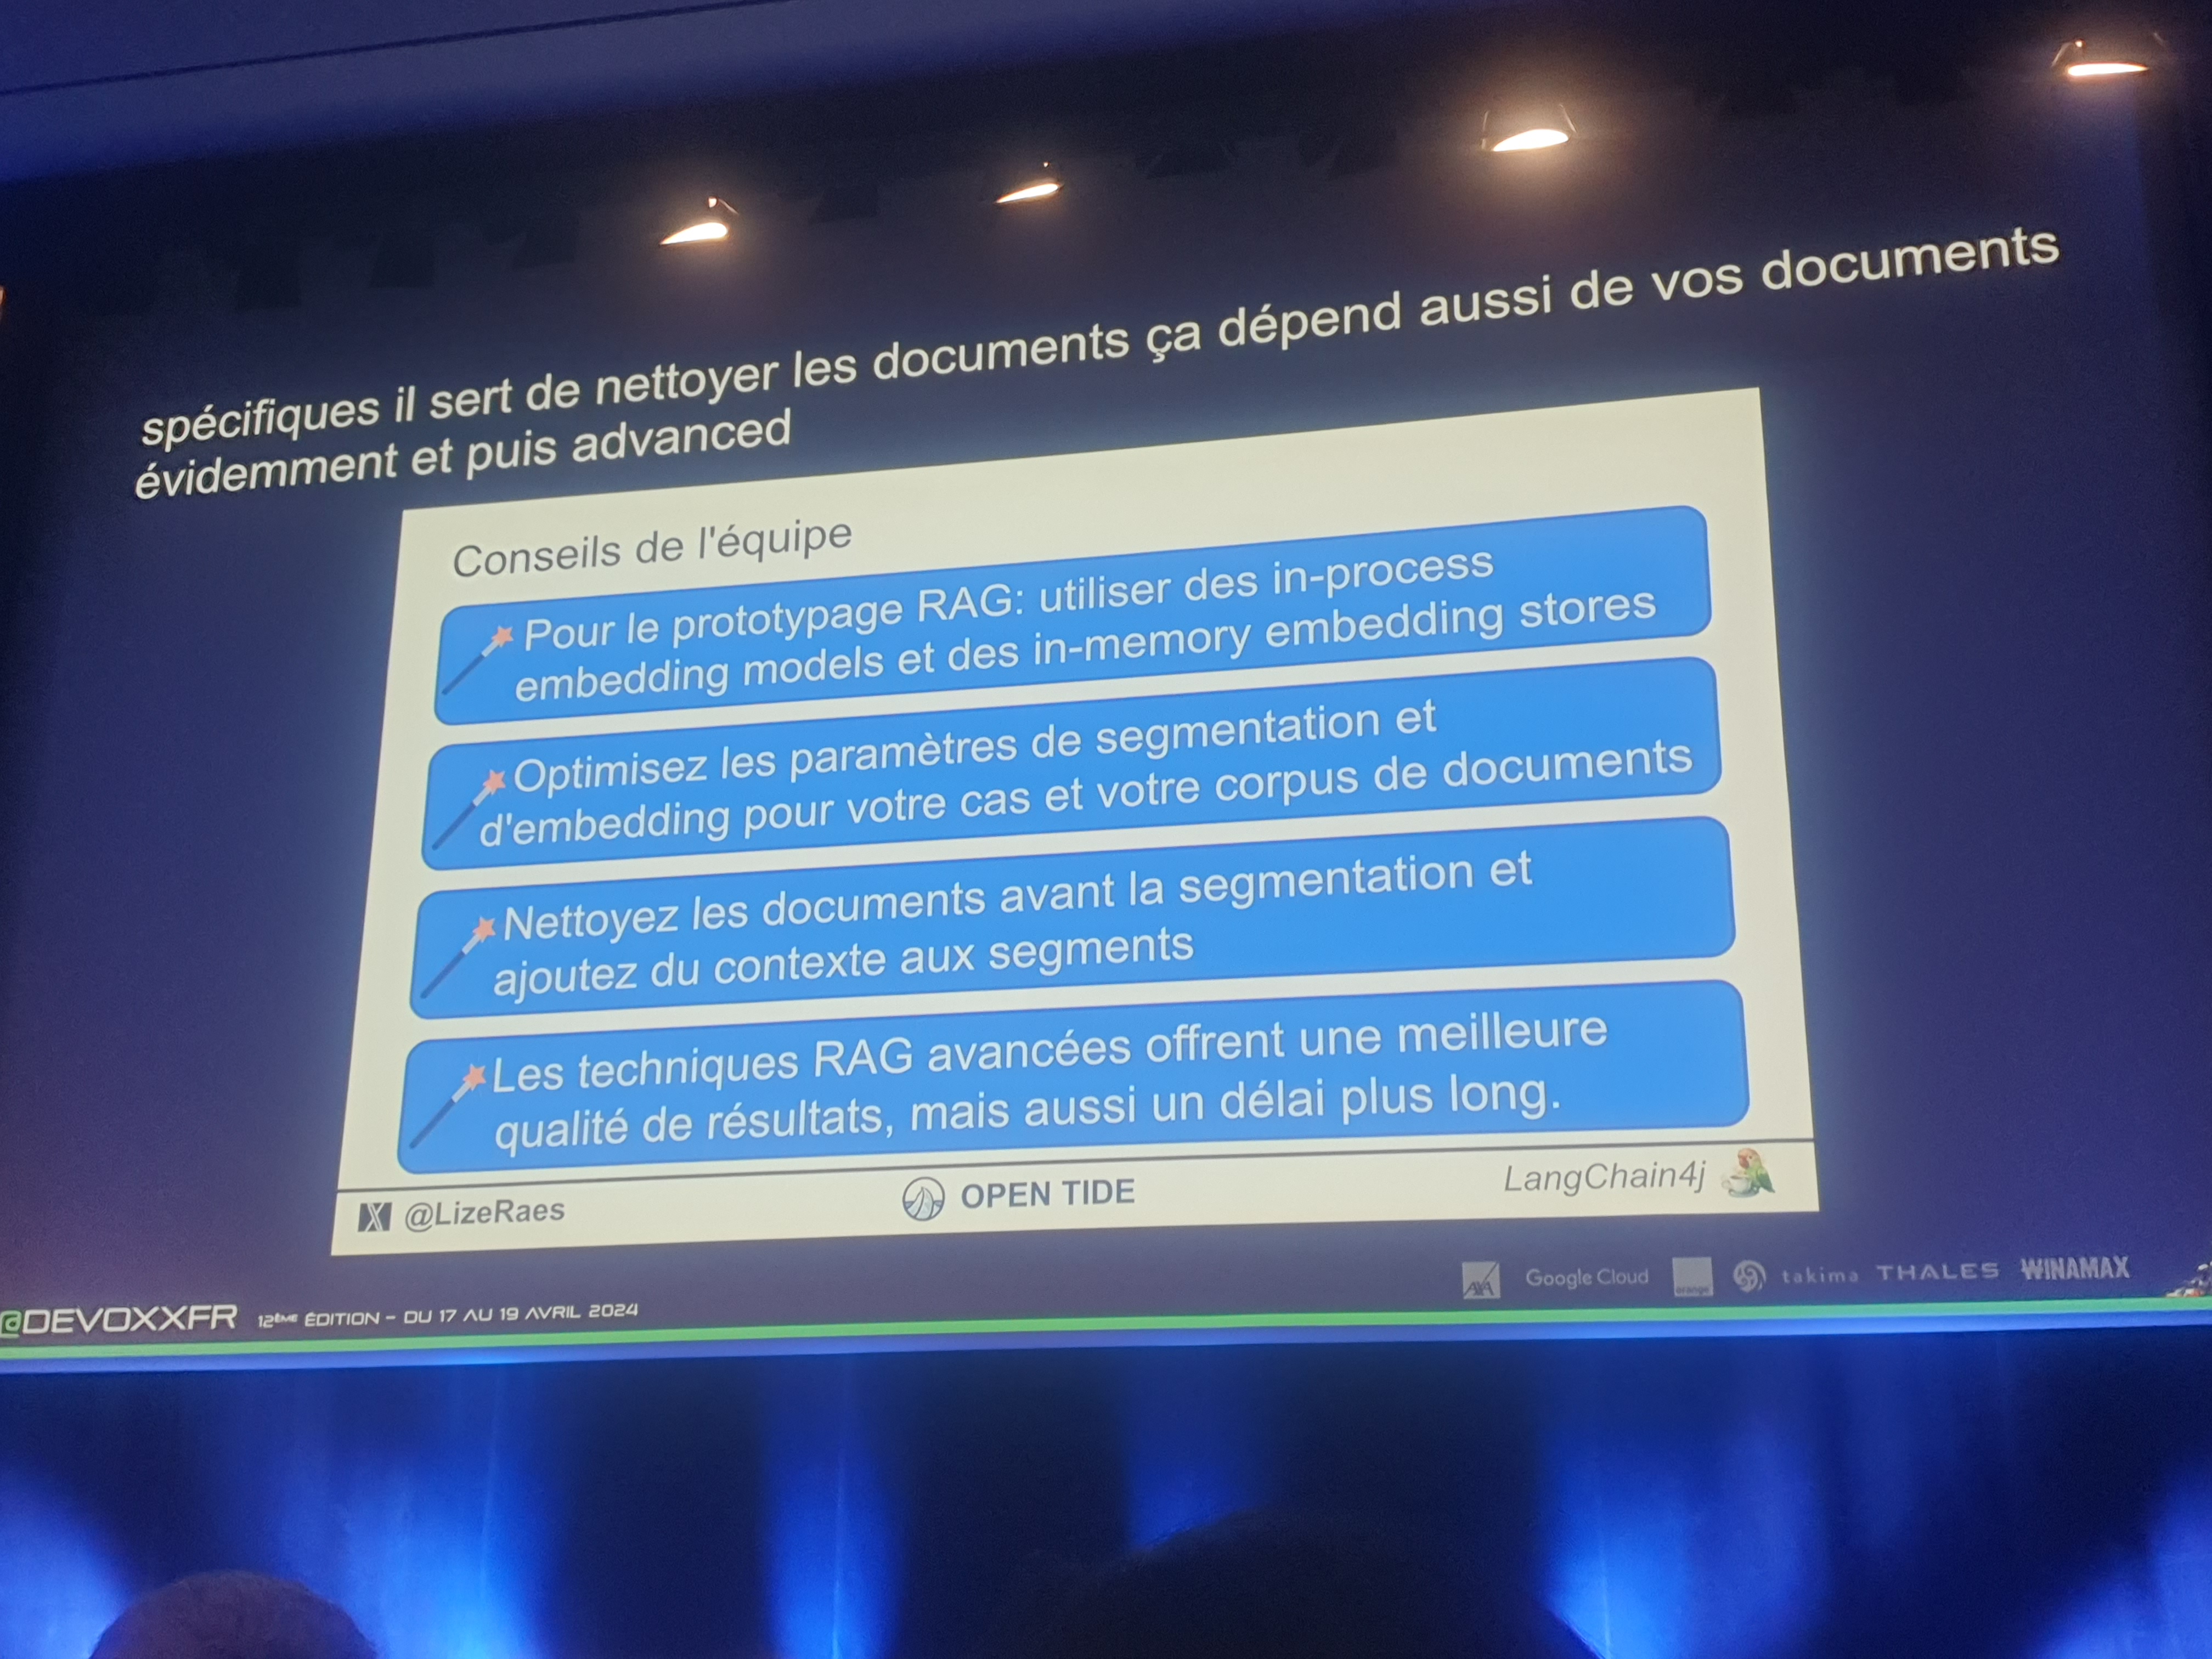 spécifiques il sert de nettoyer les documents ça dépend aussi de vos documents
évidemment et puis advanced
Conseils de l'équipe
Pour le prototypage RAG: utiliser des in-process
embedding models et des in-memory embedding stores
Optimisez les paramètres de segmentation et
d'embedding pour votre cas et votre corpus de documents
Nettoyez les documents avant la segmentation et
ajoutez du contexte aux segments
Les techniques RAG avancées offrent une meilleure
qualité de résultats, mais aussi un délai plus long.
X @LizeRaes
OPEN TIDE
LangChain4j
AXA
Google Cloud
orange
takima
THALES
WINAMAX
@DEVOXXFR
12ÈME ÉDITION – DU 17 AU 19 AVRIL 2024